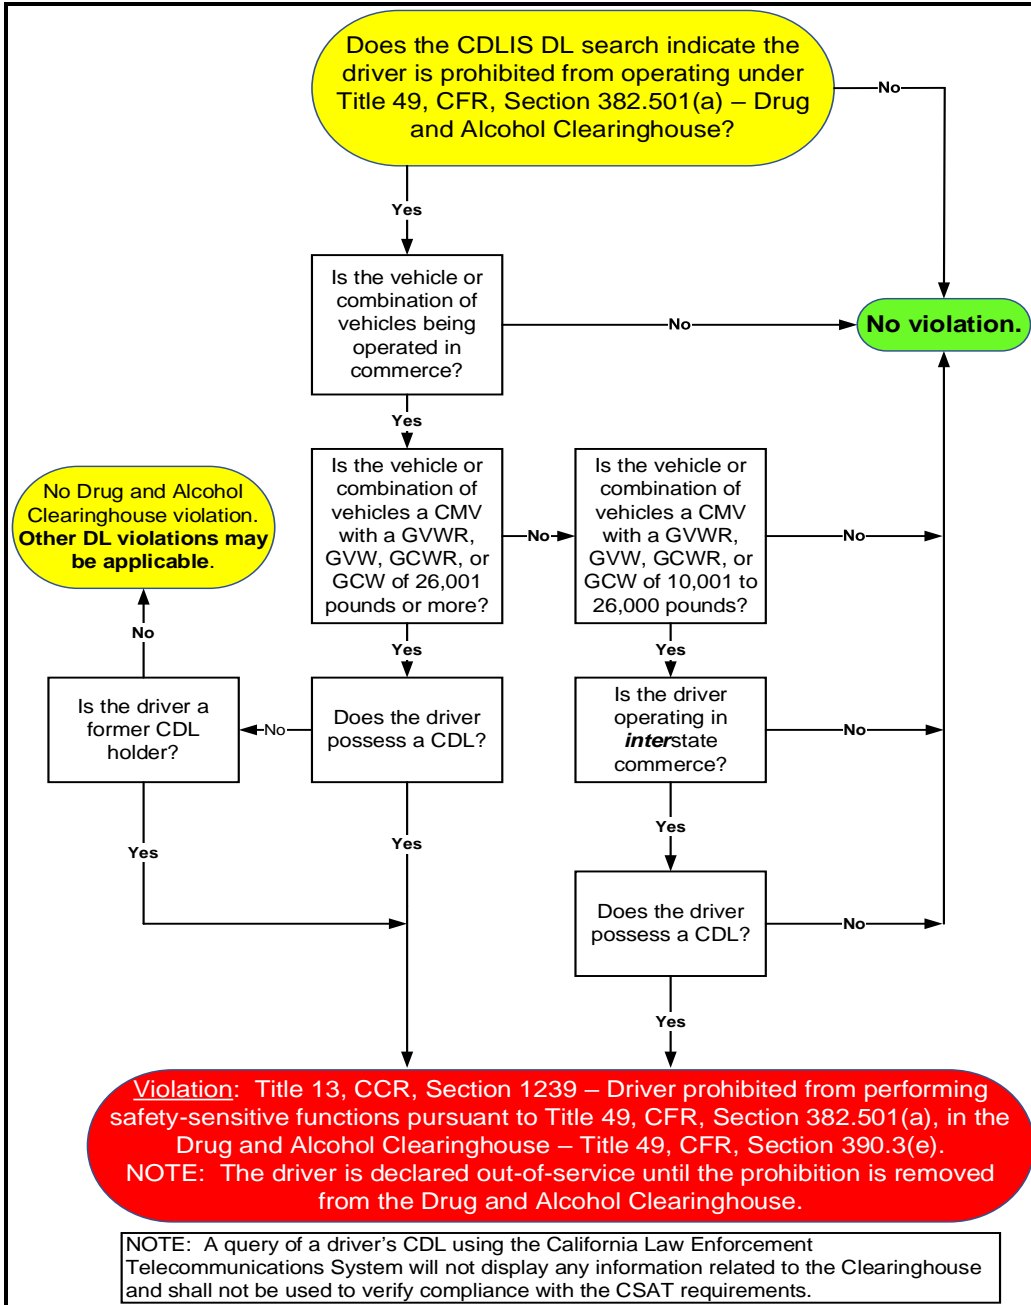 Does the CDLIS DL search indicate the
driver is prohibited from operating under
Title 49, CFR, Section 382.501(a) – Drug
and Alcohol Clearinghouse?
No
Yes
Is the vehicle or
combination of
vehicles being
operated in
commerce?
No
No violation.
Yes
Is the vehicle or
combination of
vehicles a CMV
with a GVWR,
GVW, GCWR, or
GCW of 26,001
pounds or more?
No
Is the vehicle or
combination of
vehicles a CMV
with a GVWR,
GVW, GCWR, or
GCW of 10,001 to
26,000 pounds?
No
No Drug and Alcohol
Clearinghouse violation.
Other DL violations may
be applicable.
No
Yes
Yes
Is the driver a
former CDL
holder?
No
Does the driver
possess a CDL?
Is the driver
operating in
interstate
commerce?
No
Yes
Yes
Yes
Does the driver
possess a CDL?
No
Yes
Violation: Title 13, CCR, Section 1239 – Driver prohibited from performing
safety-sensitive functions pursuant to Title 49, CFR, Section 382.501(a), in the
Drug and Alcohol Clearinghouse – Title 49, CFR, Section 390.3(e).
NOTE: The driver is declared out-of-service until the prohibition is removed
from the Drug and Alcohol Clearinghouse.
NOTE: A query of a driver's CDL using the California Law Enforcement
Telecommunications System will not display any information related to the Clearinghouse
and shall not be used to verify compliance with the CSAT requirements.